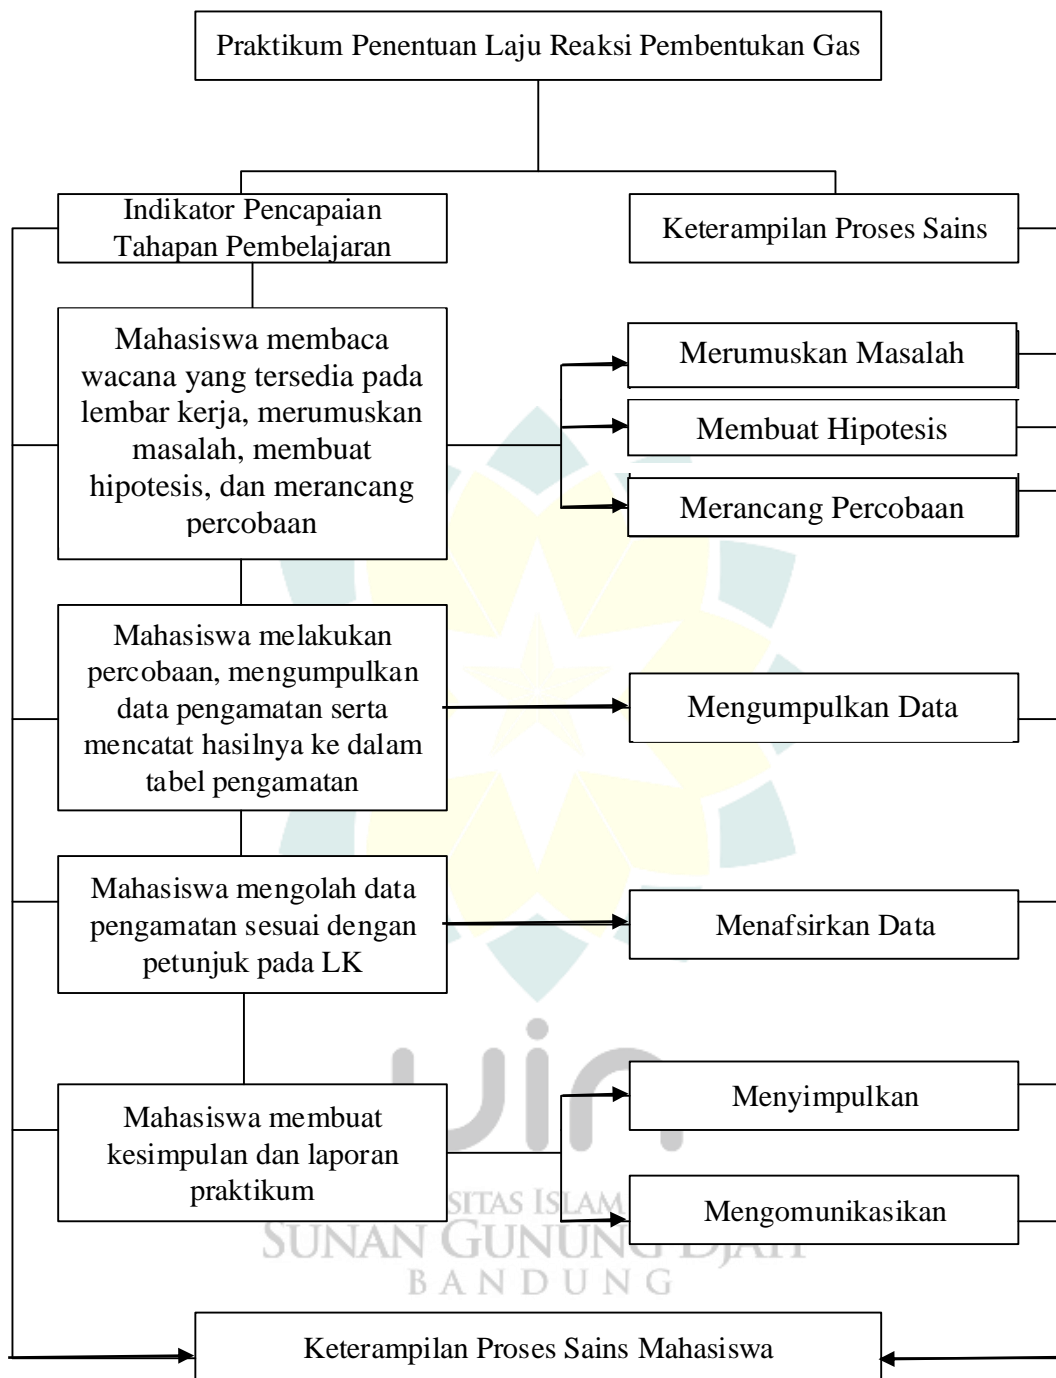 Praktikum Penentuan Laju Reaksi Pembentukan Gas
Indikator Pencapaian
Tahapan Pembelajaran
Keterampilan Proses Sains
Mahasiswa membaca
wacana yang tersedia pada
lembar kerja, merumuskan
masalah, membuat
hipotesis, dan merancang
percobaan
Merumuskan Masalah
Membuat Hipotesis
Merancang Percobaan
Mahasiswa melakukan
percobaan, mengumpulkan
data pengamatan serta
mencatat hasilnya ke dalam
tabel pengamatan
Mengumpulkan Data
Mahasiswa mengolah data
pengamatan sesuai dengan
petunjuk pada LK
Menafsirkan Data
uin
Mahasiswa membuat
kesimpulan dan laporan
praktikum
Menyimpulkan
Mengomunikasikan
SITAS ISLAM
SUNAN GUNUNG DJATI
BANDUNG
Keterampilan Proses Sains Mahasiswa